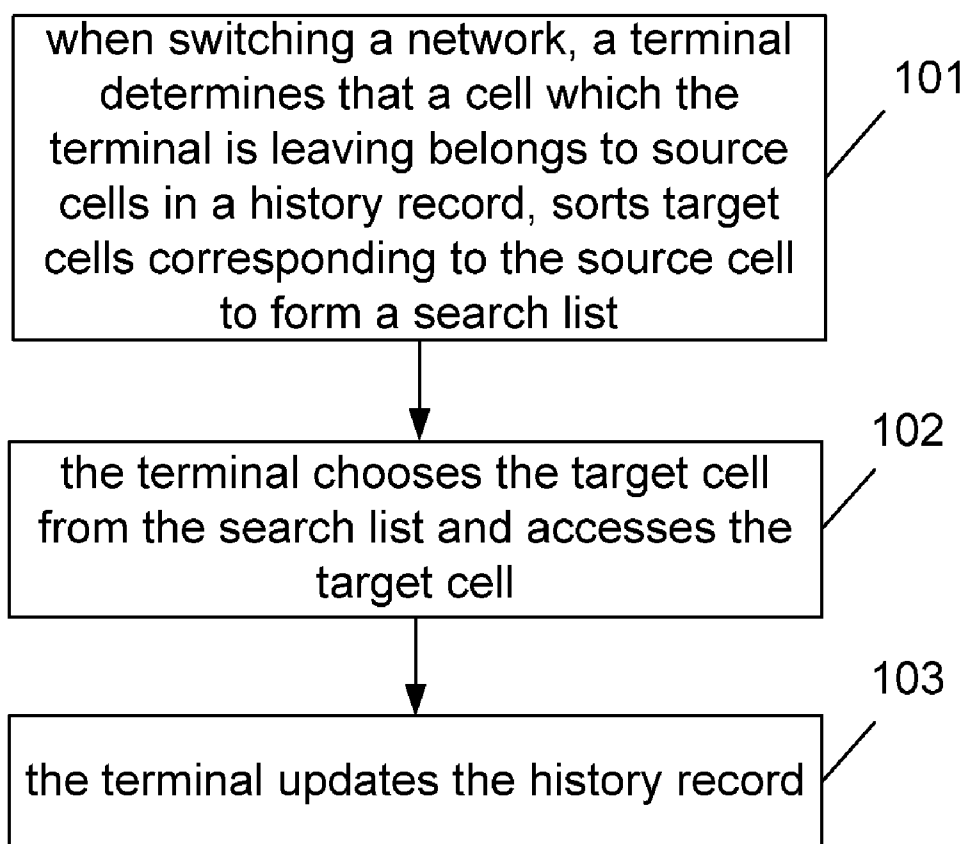 when switching a network, a terminal
determines that a cell which the
terminal is leaving belongs to source
cells in a history record, sorts target
cells corresponding to the source cell
to form a search list
101
the terminal chooses the target cell
from the search list and accesses the
target cell
102
the terminal updates the history record
103